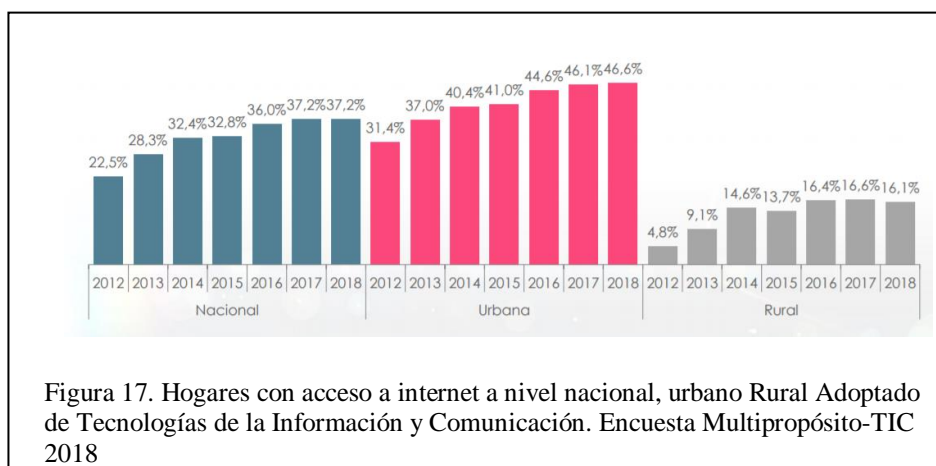 22,5% 28,3% 32,4% 32,8% 36,0% 37,2% 37,2% 31,4% 37,0% 40,4% 41,0% 44,6% 46,1% 46,6% 4,8% 9,1% 14,6% 13,7% 16,4% 16,6% 16,1%
2012 2013 2014 2015 2016 2017 2018 2012 2013 2014 2015 2016 2017 2018 2012 2013 2014 2015 2016 2017 2018
Nacional Urbana Rural
Figura 17. Hogares con acceso a internet a nivel nacional, urbano Rural Adoptado
de Tecnologías de la Información y Comunicación. Encuesta Multipropósito-TIC
2018